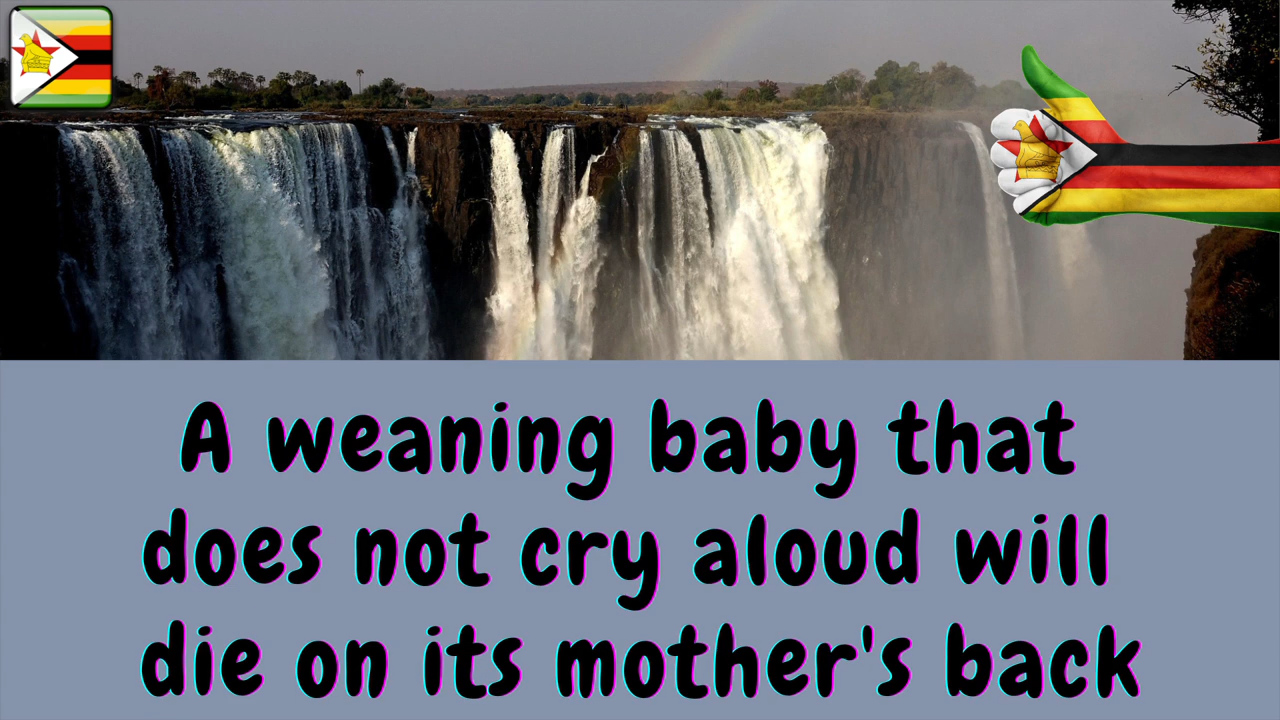 A weaning baby that
does not cry aloud will
die on its mother's back